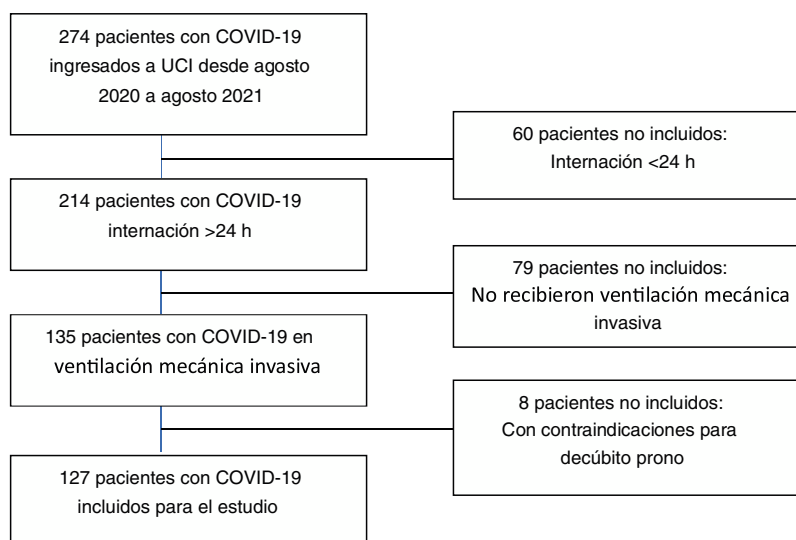 274 pacientes con COVID-19
ingresados a UCI desde agosto
2020 a agosto 2021
60 pacientes no incluidos:
Internación <24 h
214 pacientes con COVID-19
internación >24 h
79 pacientes no incluidos:
No recibieron ventilación mecánica
invasiva
135 pacientes con COVID-19 en
ventilación mecánica invasiva
8 pacientes no incluidos:
Con contraindicaciones para
decúbito prono
127 pacientes con COVID-19
incluidos para el estudio